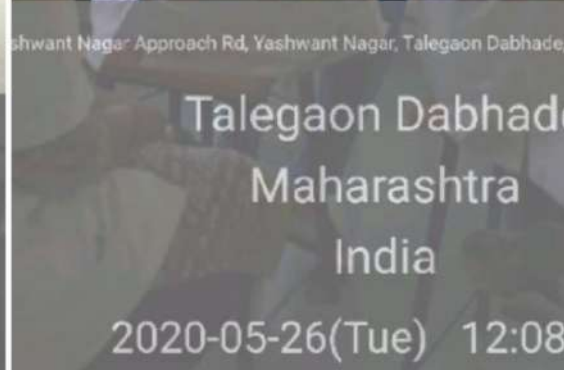 shwant Nagar Approach Rd, Yashwant Nagar, Talegaon Dabhade,
Talegaon Dabhade
Maharashtra
India
2020-05-26(Tue) 12:08